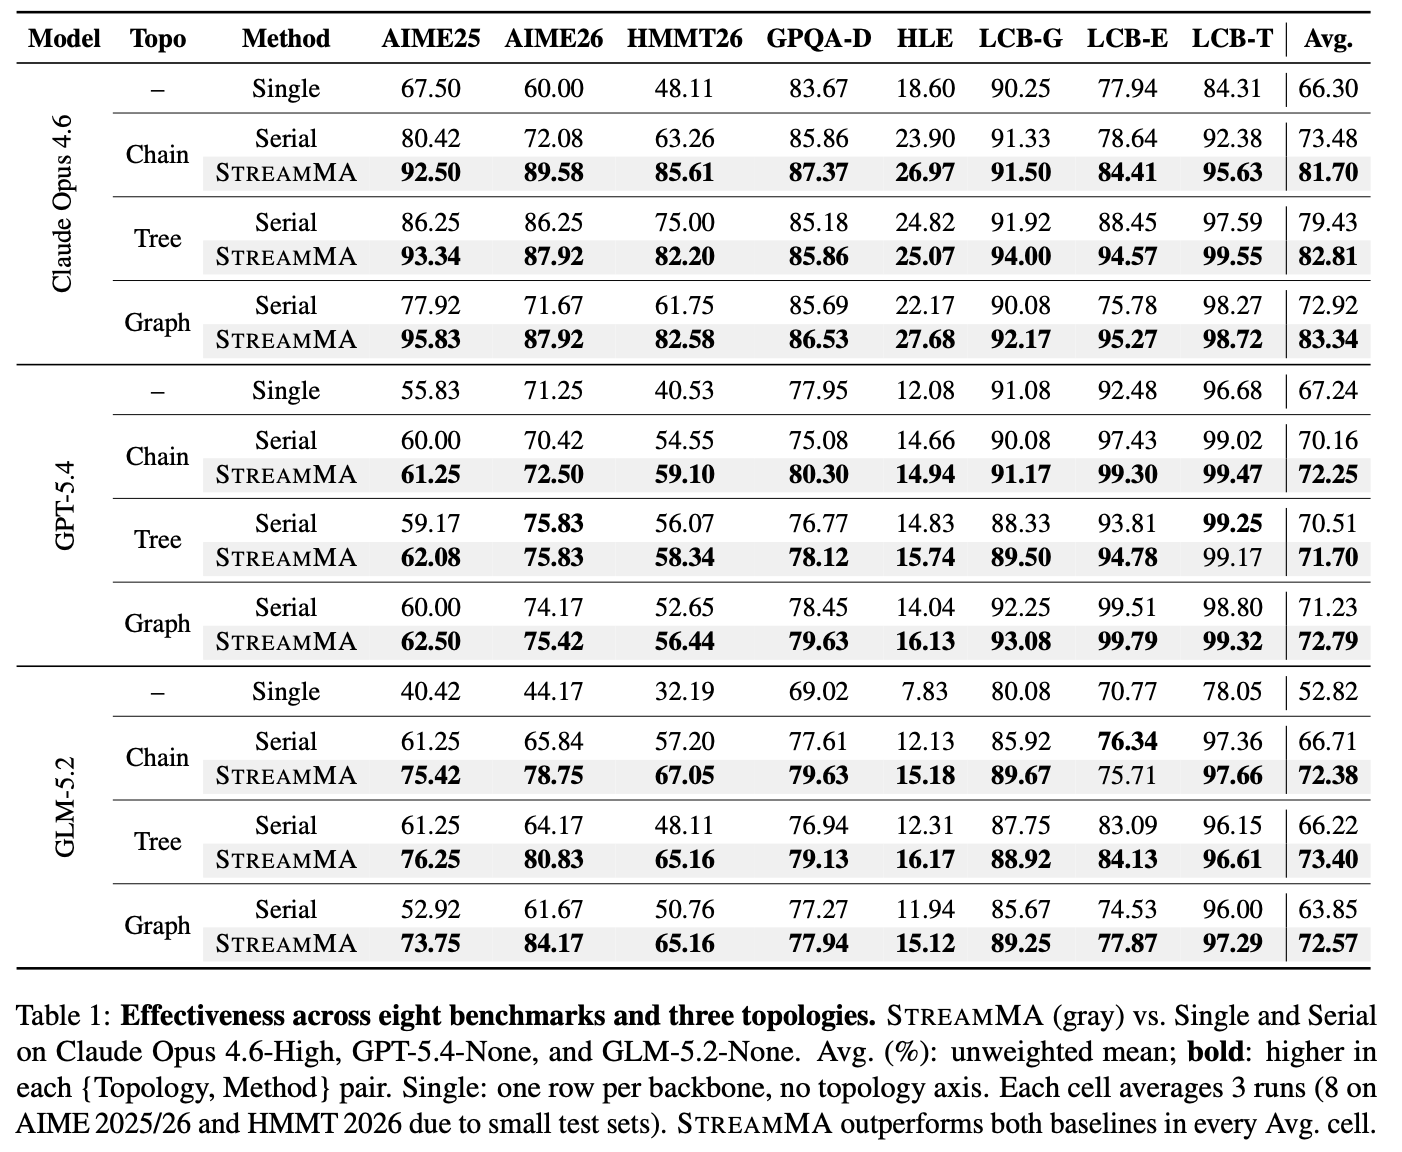 Model Topo Method AIME25 AIME26 HMMT26 GPQA-D HLE LCB-G LCB-E LCB-T Avg.
Claude Opus 4.6
– Single 67.50 60.00 48.11 83.67 18.60 90.25 77.94 84.31 66.30
Chain
Serial 80.42 72.08 63.26 85.86 23.90 91.33 78.64 92.38 73.48
STREAMMA 92.50 89.58 85.61 87.37 26.97 91.50 84.41 95.63 81.70
Tree
Serial 86.25 86.25 75.00 85.18 24.82 91.92 88.45 97.59 79.43
STREAMMA 93.34 87.92 82.20 85.86 25.07 94.00 94.57 99.55 82.81
Graph
Serial 77.92 71.67 61.75 85.69 22.17 90.08 75.78 98.27 72.92
STREAMMA 95.83 87.92 82.58 86.53 27.68 92.17 95.27 98.72 83.34
GPT-5.4
– Single 55.83 71.25 40.53 77.95 12.08 91.08 92.48 96.68 67.24
Chain
Serial 60.00 70.42 54.55 75.08 14.66 90.08 97.43 99.02 70.16
STREAMMA 61.25 72.50 59.10 80.30 14.94 91.17 99.30 99.47 72.25
Tree
Serial 59.17 75.83 56.07 76.77 14.83 88.33 93.81 99.25 70.51
STREAMMA 62.08 75.83 58.34 78.12 15.74 89.50 94.78 99.17 71.70
Graph
Serial 60.00 74.17 52.65 78.45 14.04 92.25 99.51 98.80 71.23
STREAMMA 62.50 75.42 56.44 79.63 16.13 93.08 99.79 99.32 72.79
GLM-5.2
– Single 40.42 44.17 32.19 69.02 7.83 80.08 70.77 78.05 52.82
Chain
Serial 61.25 65.84 57.20 77.61 12.13 85.92 76.34 97.36 66.71
STREAMMA 75.42 78.75 67.05 79.63 15.18 89.67 75.71 97.66 72.38
Tree
Serial 61.25 64.17 48.11 76.94 12.31 87.75 83.09 96.15 66.22
STREAMMA 76.25 80.83 65.16 79.13 16.17 88.92 84.13 96.61 73.40
Graph
Serial 52.92 61.67 50.76 77.27 11.94 85.67 74.53 96.00 63.85
STREAMMA 73.75 84.17 65.16 77.94 15.12 89.25 77.87 97.29 72.57
Table 1: Effectiveness across eight benchmarks and three topologies. STREAMMA (gray) vs. Single and Serial
on Claude Opus 4.6-High, GPT-5.4-None, and GLM-5.2-None. Avg. (%): unweighted mean; bold: higher in
each {Topology, Method} pair. Single: one row per backbone, no topology axis. Each cell averages 3 runs (8 on
AIME 2025/26 and HMMT 2026 due to small test sets). STREAMMA outperforms both baselines in every Avg. cell.